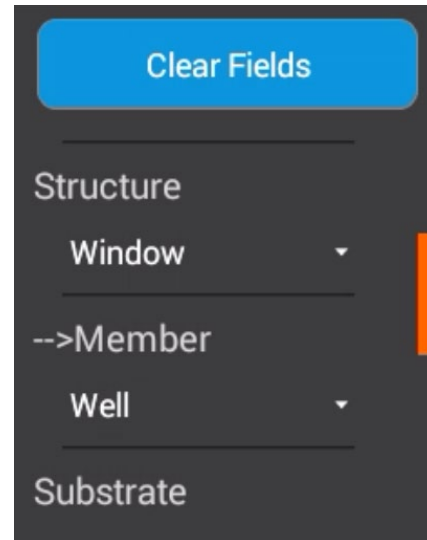 Clear Fields
Structure
Window
-->Member
Well
Substrate